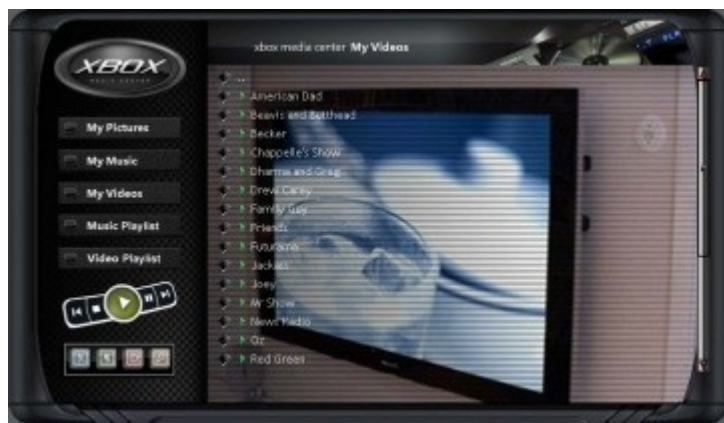 xbox media center My Videos
XBOX
MEDIA CENTER
My Pictures
My Music
My Videos
Music Playlist
Video Playlist
..
American Dad
Beavis and Butthead
Becker
Chappelle's Show
Dharma and Greg
Drew Carey
Family Guy
Friends
Futurama
Jackass
Joey
Mr Show
News Radio
Oz
Red Green